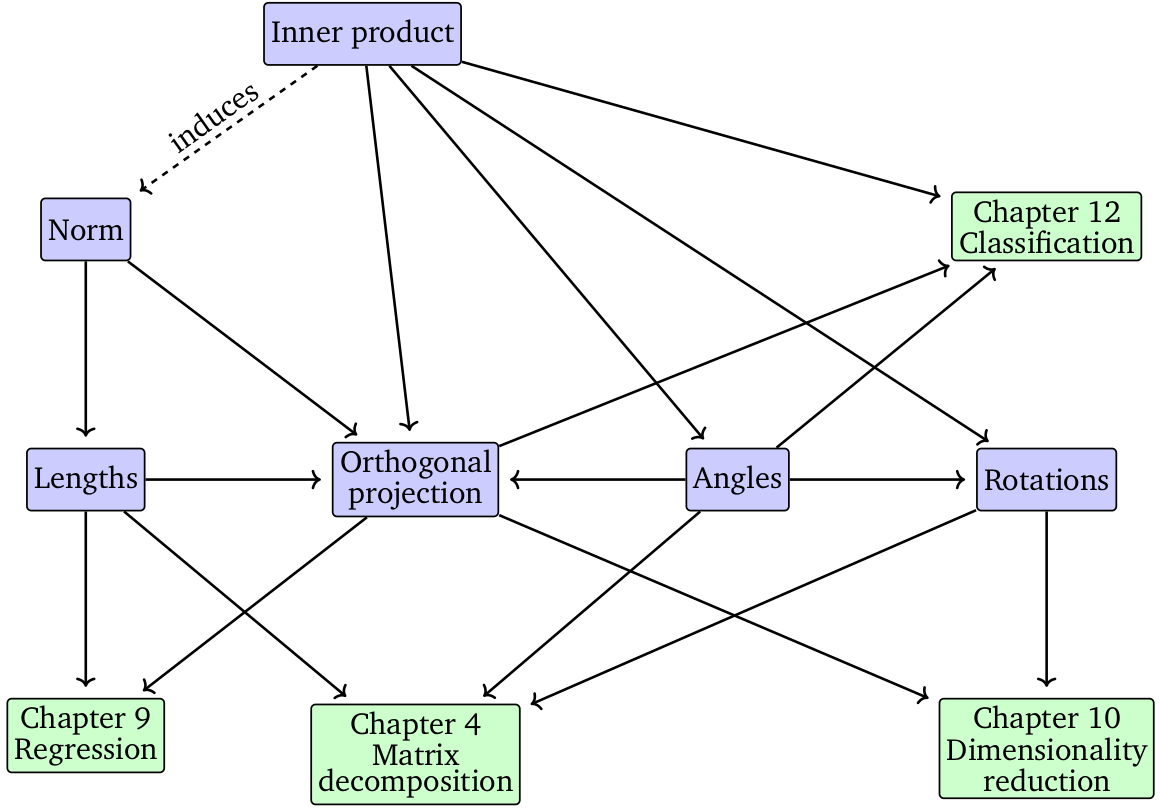 Inner product
induces
Norm
Chapter 12
Classification
Lengths
Orthogonal
projection
Angles
Rotations
Chapter 9
Regression
Chapter 4
Matrix
decomposition
Chapter 10
Dimensionality
reduction